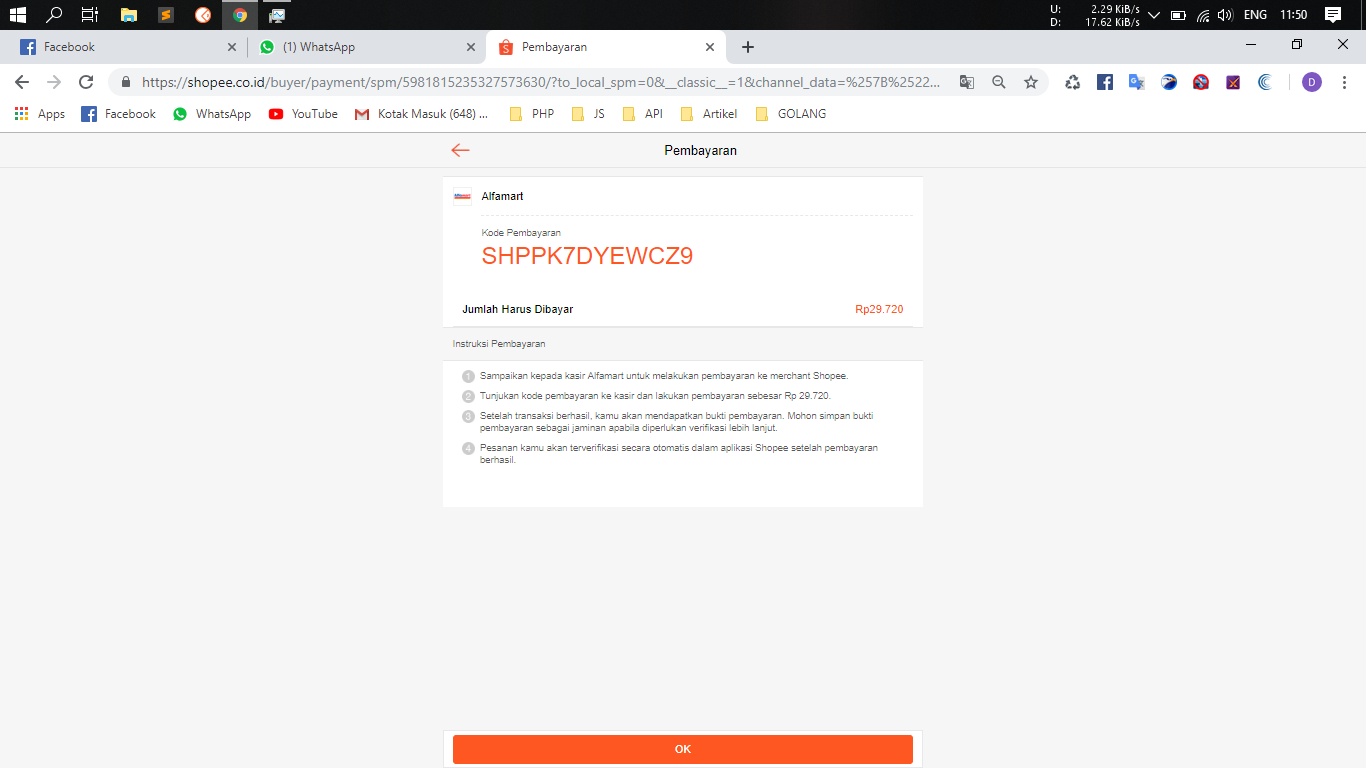 U: 2.29 KiB/s
D: 17.62 KiB/s
ENG 11:50
Facebook
(1) WhatsApp
Pembayaran
https://shopee.co.id/buyer/payment/spm/5981815235327573630/?to_local_spm=0&__classic__=1&channel_data=%257B%2522...
D
Apps Facebook WhatsApp YouTube Kotak Masuk (648) ... PHP JS API Artikel GOLANG
Pembayaran
Alfamart
Kode Pembayaran
SHPPK7DYEWCZ9
Jumlah Harus Dibayar Rp29.720
Instruksi Pembayaran
1 Sampaikan kepada kasir Alfamart untuk melakukan pembayaran ke merchant Shopee.
2 Tunjukan kode pembayaran ke kasir dan lakukan pembayaran sebesar Rp 29.720.
3 Setelah transaksi berhasil, kamu akan mendapatkan bukti pembayaran. Mohon simpan bukti
pembayaran sebagai jaminan apabila diperlukan verifikasi lebih lanjut.
4 Pesanan kamu akan terverifikasi secara otomatis dalam aplikasi Shopee setelah pembayaran
berhasil.
OK